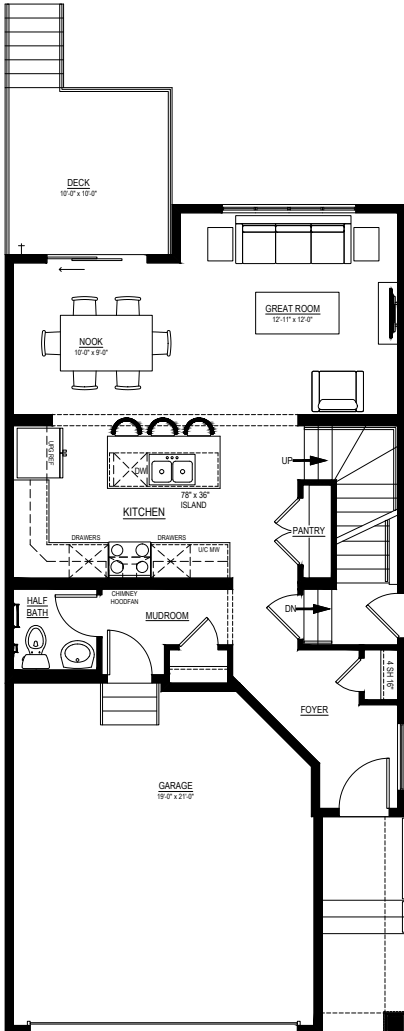 DECK
10'-0" x 10'-0"
GREAT ROOM
12'-11" x 12'-0"
NOOK
10'-0" x 9'-0"
UP
DW
78" x 36"
ISLAND
KITCHEN
PANTRY
DRAWERS
DRAWERS
U/C MW
CHIMNEY
HOODFAN
HALF
BATH
MUDROOM
DN
4 SH 16"
FOYER
GARAGE
19'-0" x 21'-0"